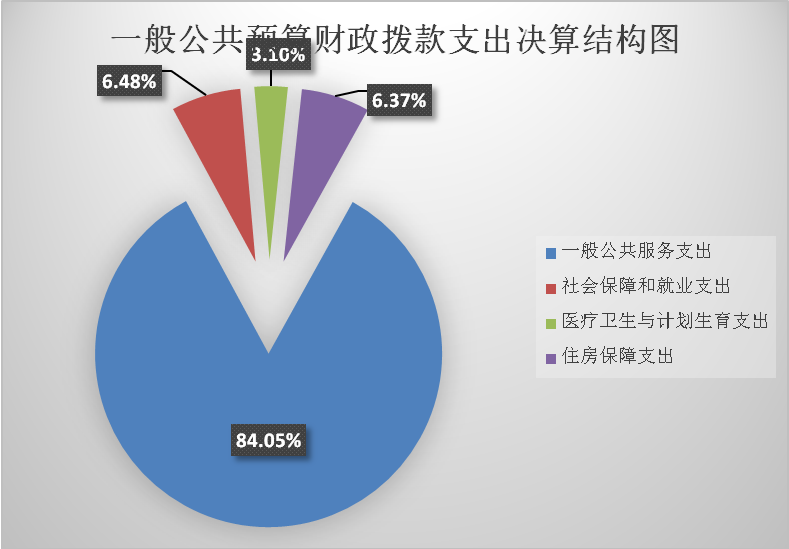 一般公共预算财政拨款支出决算结构图
3.10%
6.48%
6.37%
84.05%
一般公共服务支出
社会保障和就业支出
医疗卫生与计划生育支出
住房保障支出